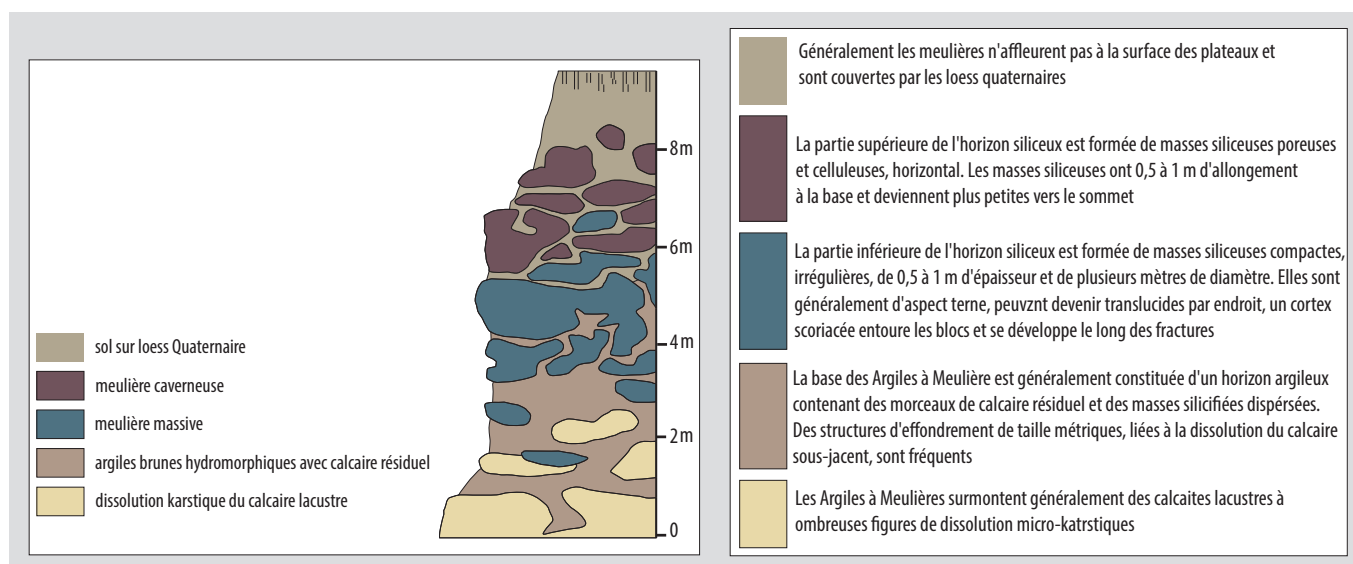 8m
6m
4m
2m
0
sol sur loess Quaternaire
meulière caverneuse
meulière massive
argiles brunes hydromorphiques avec calcaire résiduel
dissolution karstique du calcaire lacustre
Généralement les meulières n'affleurent pas à la surface des plateaux et
sont couvertes par les loess quaternaires
La partie supérieure de l'horizon siliceux est formée de masses siliceuses poreuses
et celluleuses, horizontal. Les masses siliceuses ont 0,5 à 1 m d'allongement
à la base et deviennent plus petites vers le sommet
La partie inférieure de l'horizon siliceux est formée de masses siliceuses compactes,
irrégulières, de 0,5 à 1 m d'épaisseur et de plusieurs mètres de diamètre. Elles sont
généralement d'aspect terne, peuvznt devenir translucides par endroit, un cortex
scoriacée entoure les blocs et se développe le long des fractures
La base des Argiles à Meulière est généralement constituée d'un horizon argileux
contenant des morceaux de calcaire résiduel et des masses silicifiées dispérsées.
Des structures d'effondrement de taille métriques, liées à la dissolution du calcaire
sous-jacent, sont fréquents
Les Argiles à Meulières surmontent généralement des calcaites lacustres à
ombreuses figures de dissolution micro-katrstiques